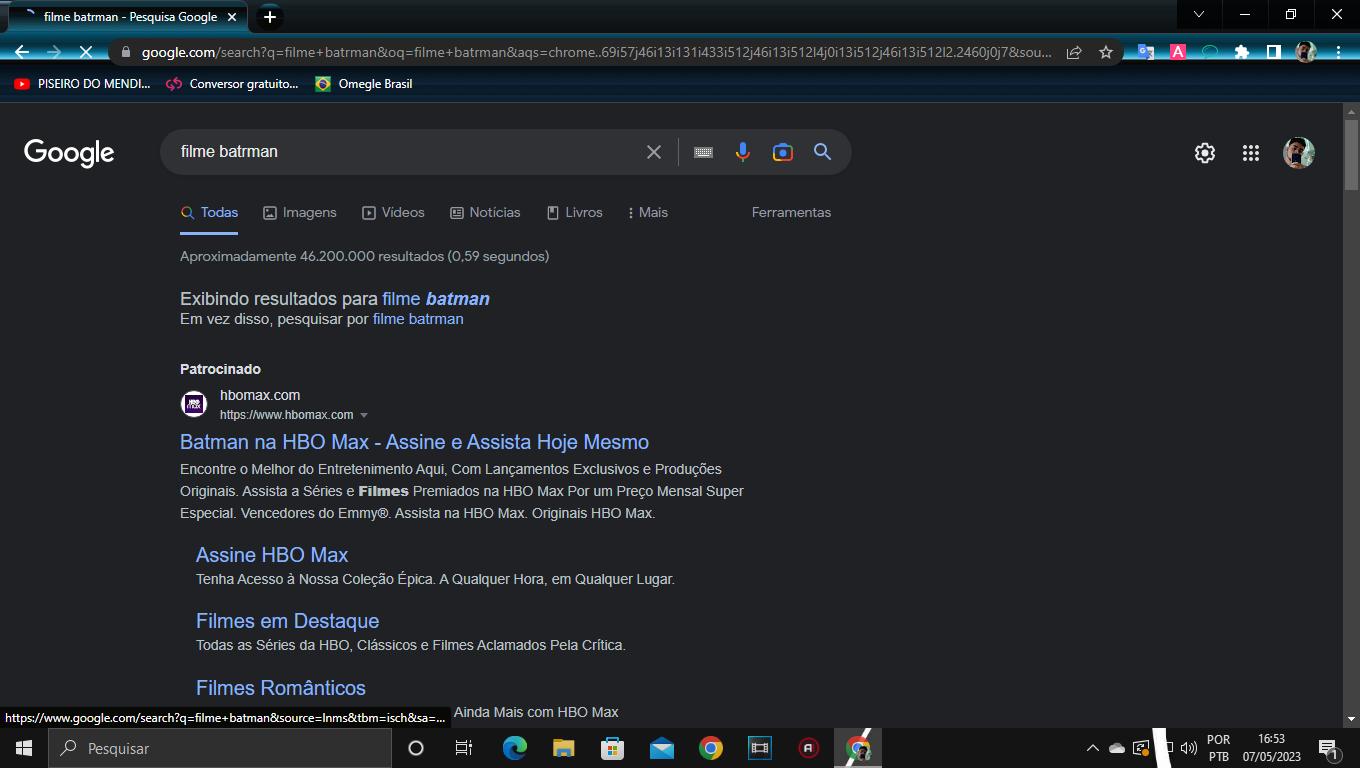 filme batrman - Pesquisa Google
google.com/search?q=filme+batrman&oq=filme+batrman&aqs=chrome..69i57j46i13i131i433i512j46i13i512l4j0i13i512j46i13i512l2.2460j0j7&sou...
PISEIRO DO MENDI... Conversor gratuito... Omegle Brasil
Google
filme batrman
Todas Imagens Vídeos Notícias Livros Mais Ferramentas
Aproximadamente 46.200.000 resultados (0,59 segundos)
Exibindo resultados para filme batman
Em vez disso, pesquisar por filme batrman
Patrocinado
hbomax.com
https://www.hbomax.com
Batman na HBO Max - Assine e Assista Hoje Mesmo
Encontre o Melhor do Entretenimento Aqui, Com Lançamentos Exclusivos e Produções
Originais. Assista a Séries e Filmes Premiados na HBO Max Por um Preço Mensal Super
Especial. Vencedores do Emmy®. Assista na HBO Max. Originais HBO Max.
Assine HBO Max
Tenha Acesso à Nossa Coleção Épica. A Qualquer Hora, em Qualquer Lugar.
Filmes em Destaque
Todas as Séries da HBO, Clássicos e Filmes Aclamados Pela Crítica.
Filmes Românticos
Ainda Mais com HBO Max
https://www.google.com/search?q=filme+batman&source=lnms&tbm=isch&sa=...
Pesquisar
POR
PTB
16:53
07/05/2023
1